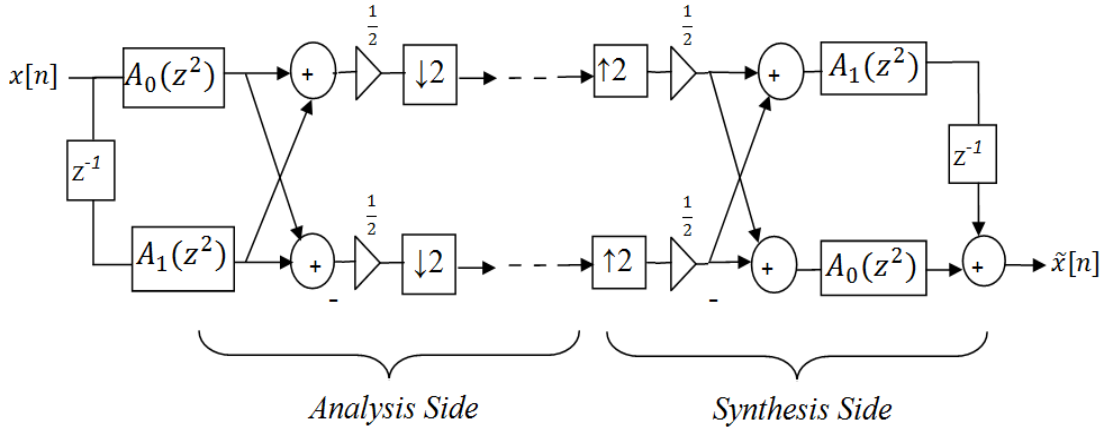 1/2 1/2
x[n] A₀(z²) + ↓2 ↑2 + A₁(z²)
z⁻¹ z⁻¹
1/2 1/2
A₁(z²) + ↓2 ↑2 + A₀(z²) + x̃[n]
- -
Analysis Side Synthesis Side